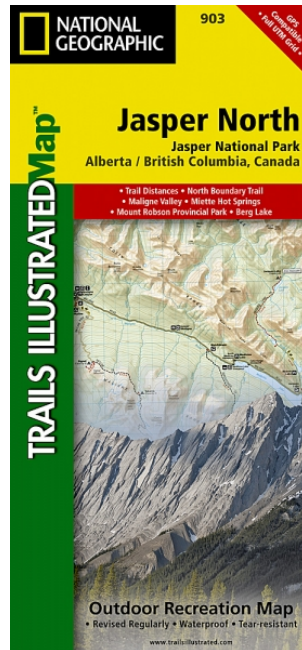 NATIONAL
GEOGRAPHIC
903
GPS
Compatible
• Full UTM Grid •
Jasper North
Jasper National Park
Alberta / British Columbia, Canada
• Trail Distances • North Boundary Trail
• Maligne Valley • Miette Hot Springs
• Mount Robson Provincial Park • Berg Lake
TRAILS ILLUSTRATED Map™
Outdoor Recreation Map
• Revised Regularly • Waterproof • Tear-resistant
www.trailsillustrated.com